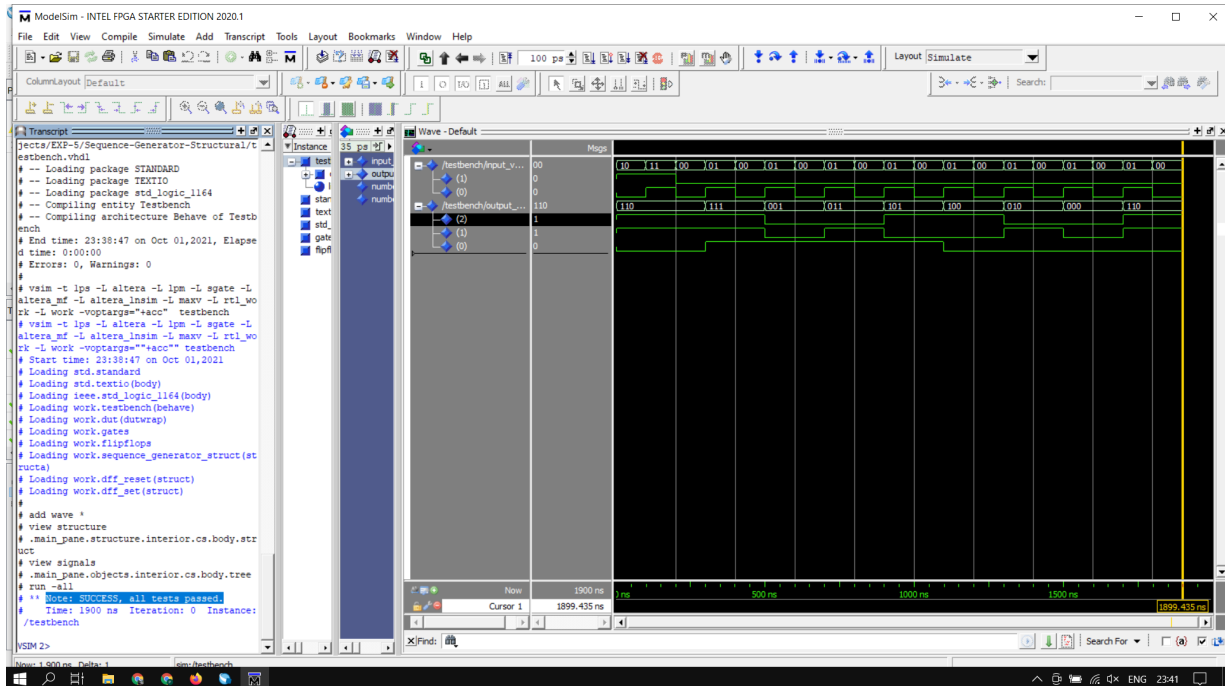 ModelSim - INTEL FPGA STARTER EDITION 2020.1
File Edit View Compile Simulate Add Transcript Tools Layout Bookmarks Window Help
100 ps
Layout Simulate
ColumnLayout Default
Search:
Transcript
jects/EXP-5/Sequence-Generator-Structural/t
estbench.vhdl
# -- Loading package STANDARD
# -- Loading package TEXTIO
# -- Loading package std_logic_1164
# -- Compiling entity Testbench
# -- Compiling architecture Behave of Testb
ench
# End time: 23:38:47 on Oct 01,2021, Elapse
d time: 0:00:00
# Errors: 0, Warnings: 0
#
# vsim -t 1ps -L altera -L lpm -L sgate -L
altera_mf -L altera_lnsim -L maxv -L rtl_wo
rk -L work -voptargs="+acc"  testbench
# vsim -t 1ps -L altera -L lpm -L sgate -L
altera_mf -L altera_lnsim -L maxv -L rtl_wo
rk -L work -voptargs=""+acc"" testbench
# Start time: 23:38:47 on Oct 01,2021
# Loading std.standard
# Loading std.textio(body)
# Loading ieee.std_logic_1164(body)
# Loading work.testbench(behave)
# Loading work.dut(dutwrap)
# Loading work.gates
# Loading work.flipflops
# Loading work.sequence_generator_struct(st
ructa)
# Loading work.dff_reset(struct)
# Loading work.dff_set(struct)
#
# add wave *
# view structure
# .main_pane.structure.interior.cs.body.str
uct
# view signals
# .main_pane.objects.interior.cs.body.tree
# run -all
# ** Note: SUCCESS, all tests passed.
#    Time: 1900 ns  Iteration: 0  Instance:
/testbench
VSIM 2>
Instance
test
stan
text
std_
gate
flipfl
35 ps
input_
outpu
numb
numb
Wave - Default
Msgs
/testbench/input_v... 00 10 11 00 01 00 01 00 01 00 01 00 01 00 01 00 01 00 01 00
(1) 0
(0) 0
/testbench/output_... 110 110 111 001 011 101 100 010 000 110
(2) 1
(1) 1
(0) 0
Now 1900 ns 500 ns 1000 ns 1500 ns
Cursor 1 1899.435 ns 1899.435 ns
Find:
Search For
(a)
Now: 1,900 ns Delta: 1 sim:/testbench
ENG 23:41